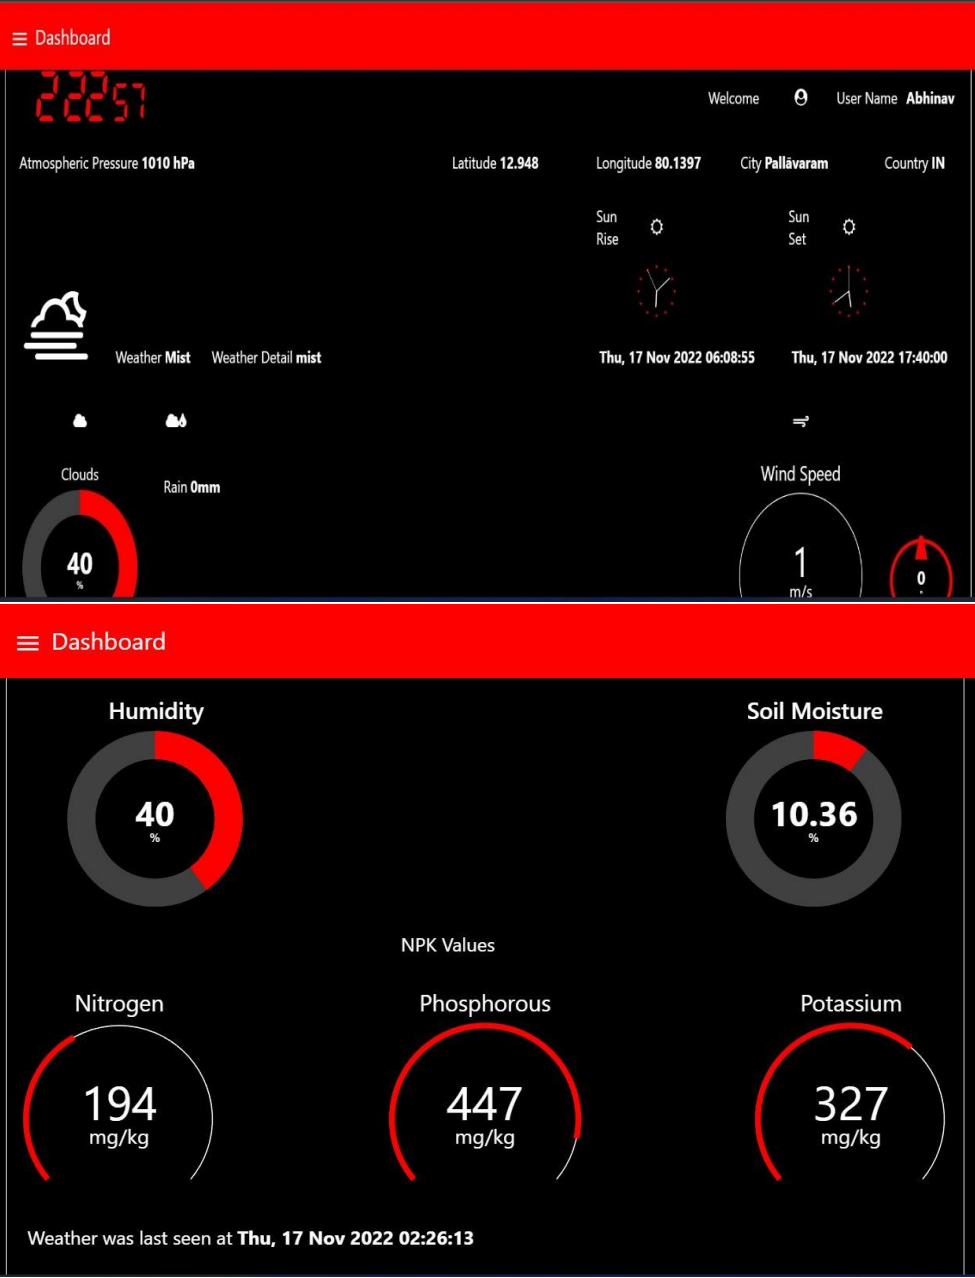 Dashboard
22257
Welcome User Name Abhinav
Atmospheric Pressure 1010 hPa Latitude 12.948 Longitude 80.1397 City Pallāvaram Country IN
Sun Rise
Sun Set
Weather Mist Weather Detail mist Thu, 17 Nov 2022 06:08:55 Thu, 17 Nov 2022 17:40:00
Clouds
Rain 0mm
Wind Speed
40
%
1
m/s
0
°
Dashboard
Humidity Soil Moisture
40
%
10.36
%
NPK Values
Nitrogen Phosphorous Potassium
194 447 327
mg/kg mg/kg mg/kg
Weather was last seen at Thu, 17 Nov 2022 02:26:13